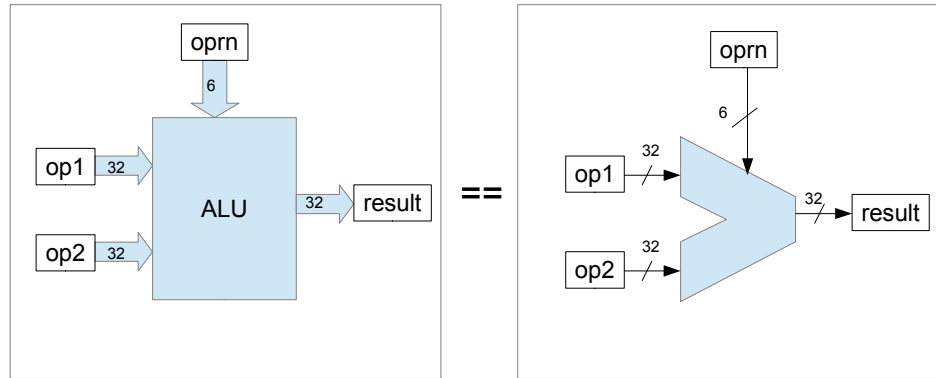 oprn
6
op1
32
ALU
32
result
op2
32
==
oprn
6
32
op1
32
result
32
op2